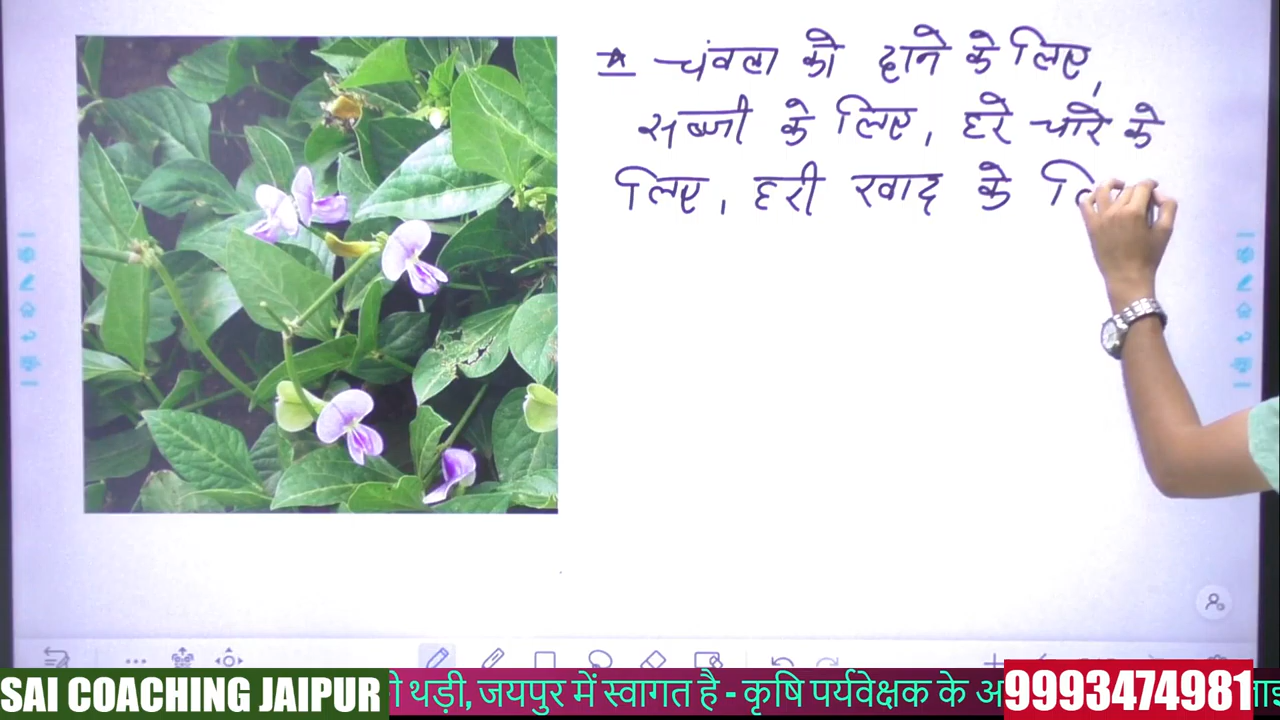 * चंवला को दाने के लिए,
सब्जी के लिए, हरे चारे के
लिए, हरी खाद के
SAI COACHING JAIPUR
थड़ी, जयपुर में स्वागत है - कृषि पर्यवेक्षक के
9993474981